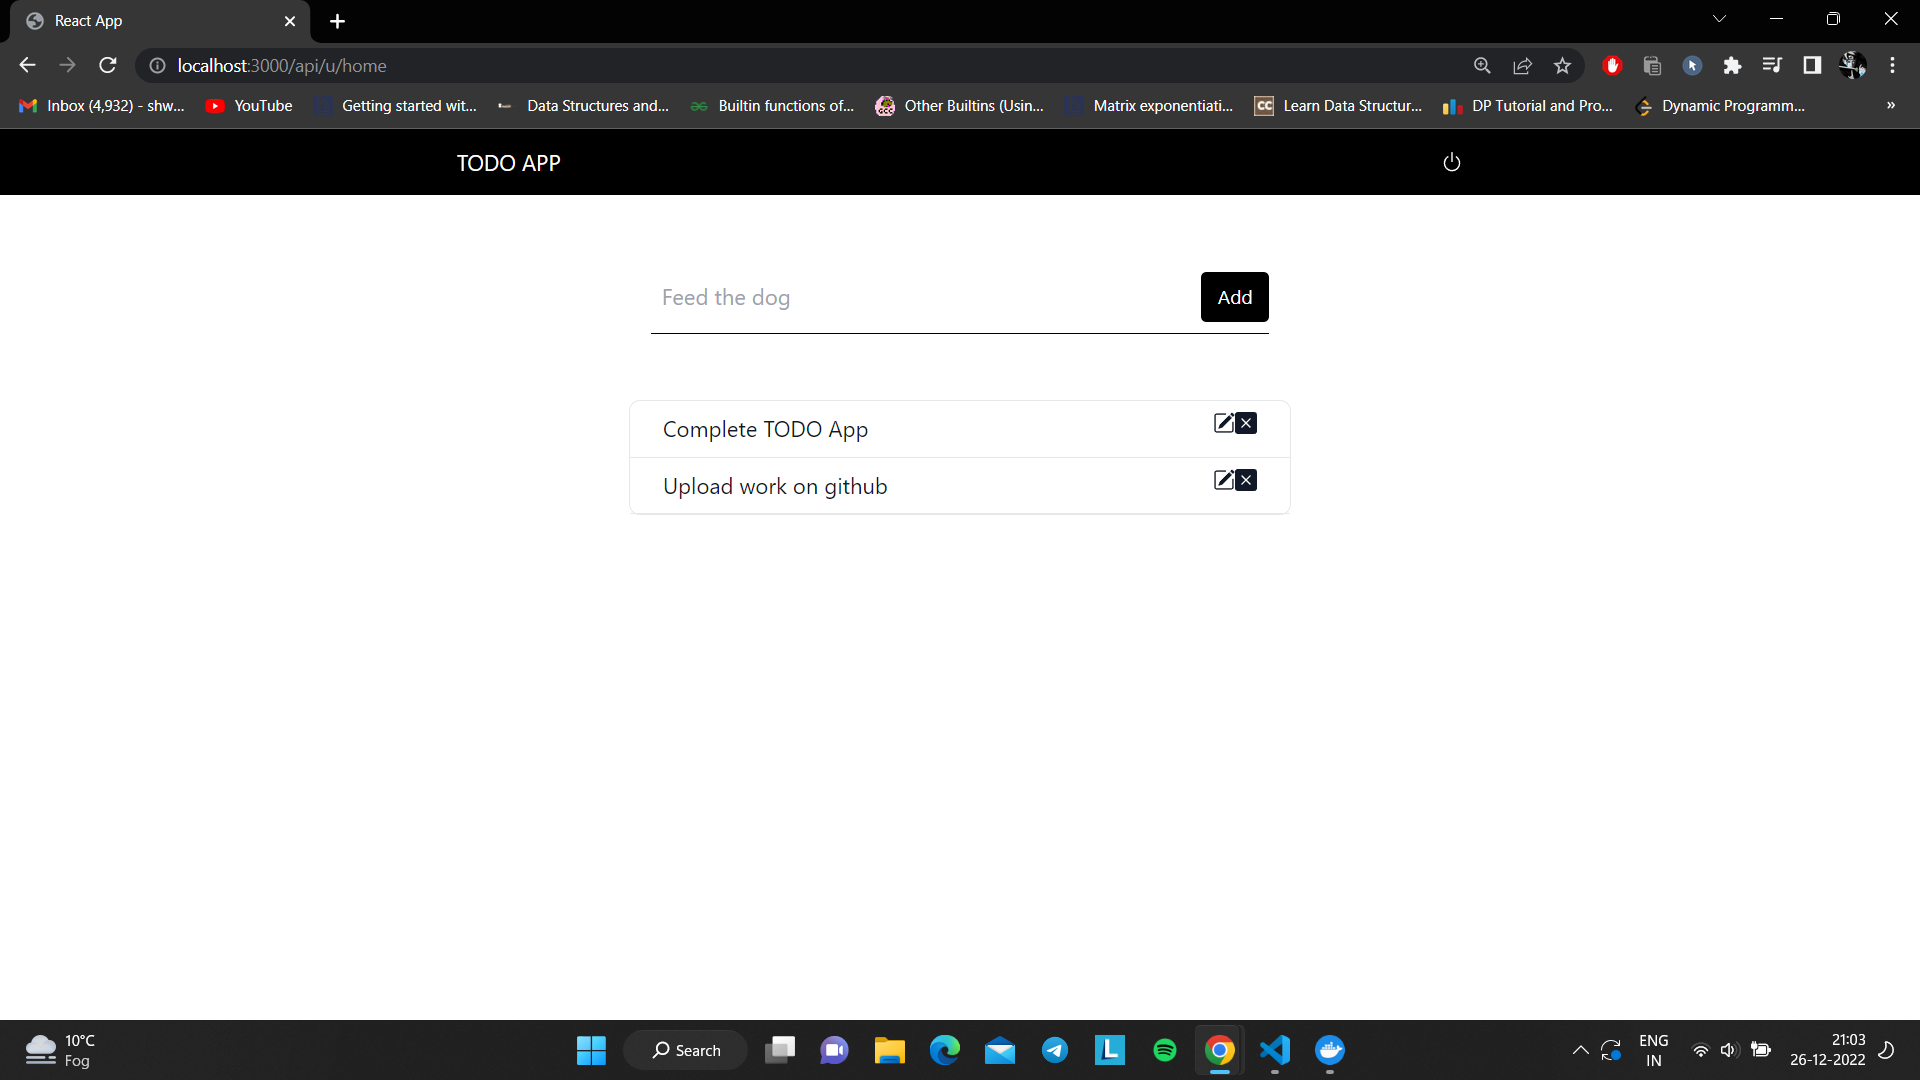 React App
localhost:3000/api/u/home
Inbox (4,932) - shw...
YouTube
Getting started wit...
Data Structures and...
Builtin functions of...
Other Builtins (Usin...
Matrix exponentiati...
CC
Learn Data Structur...
DP Tutorial and Pro...
Dynamic Programm...
»
TODO APP
Feed the dog
Add
Complete TODO App
Upload work on github
10°C
Fog
Search
L
ENG
IN
21:03
26-12-2022